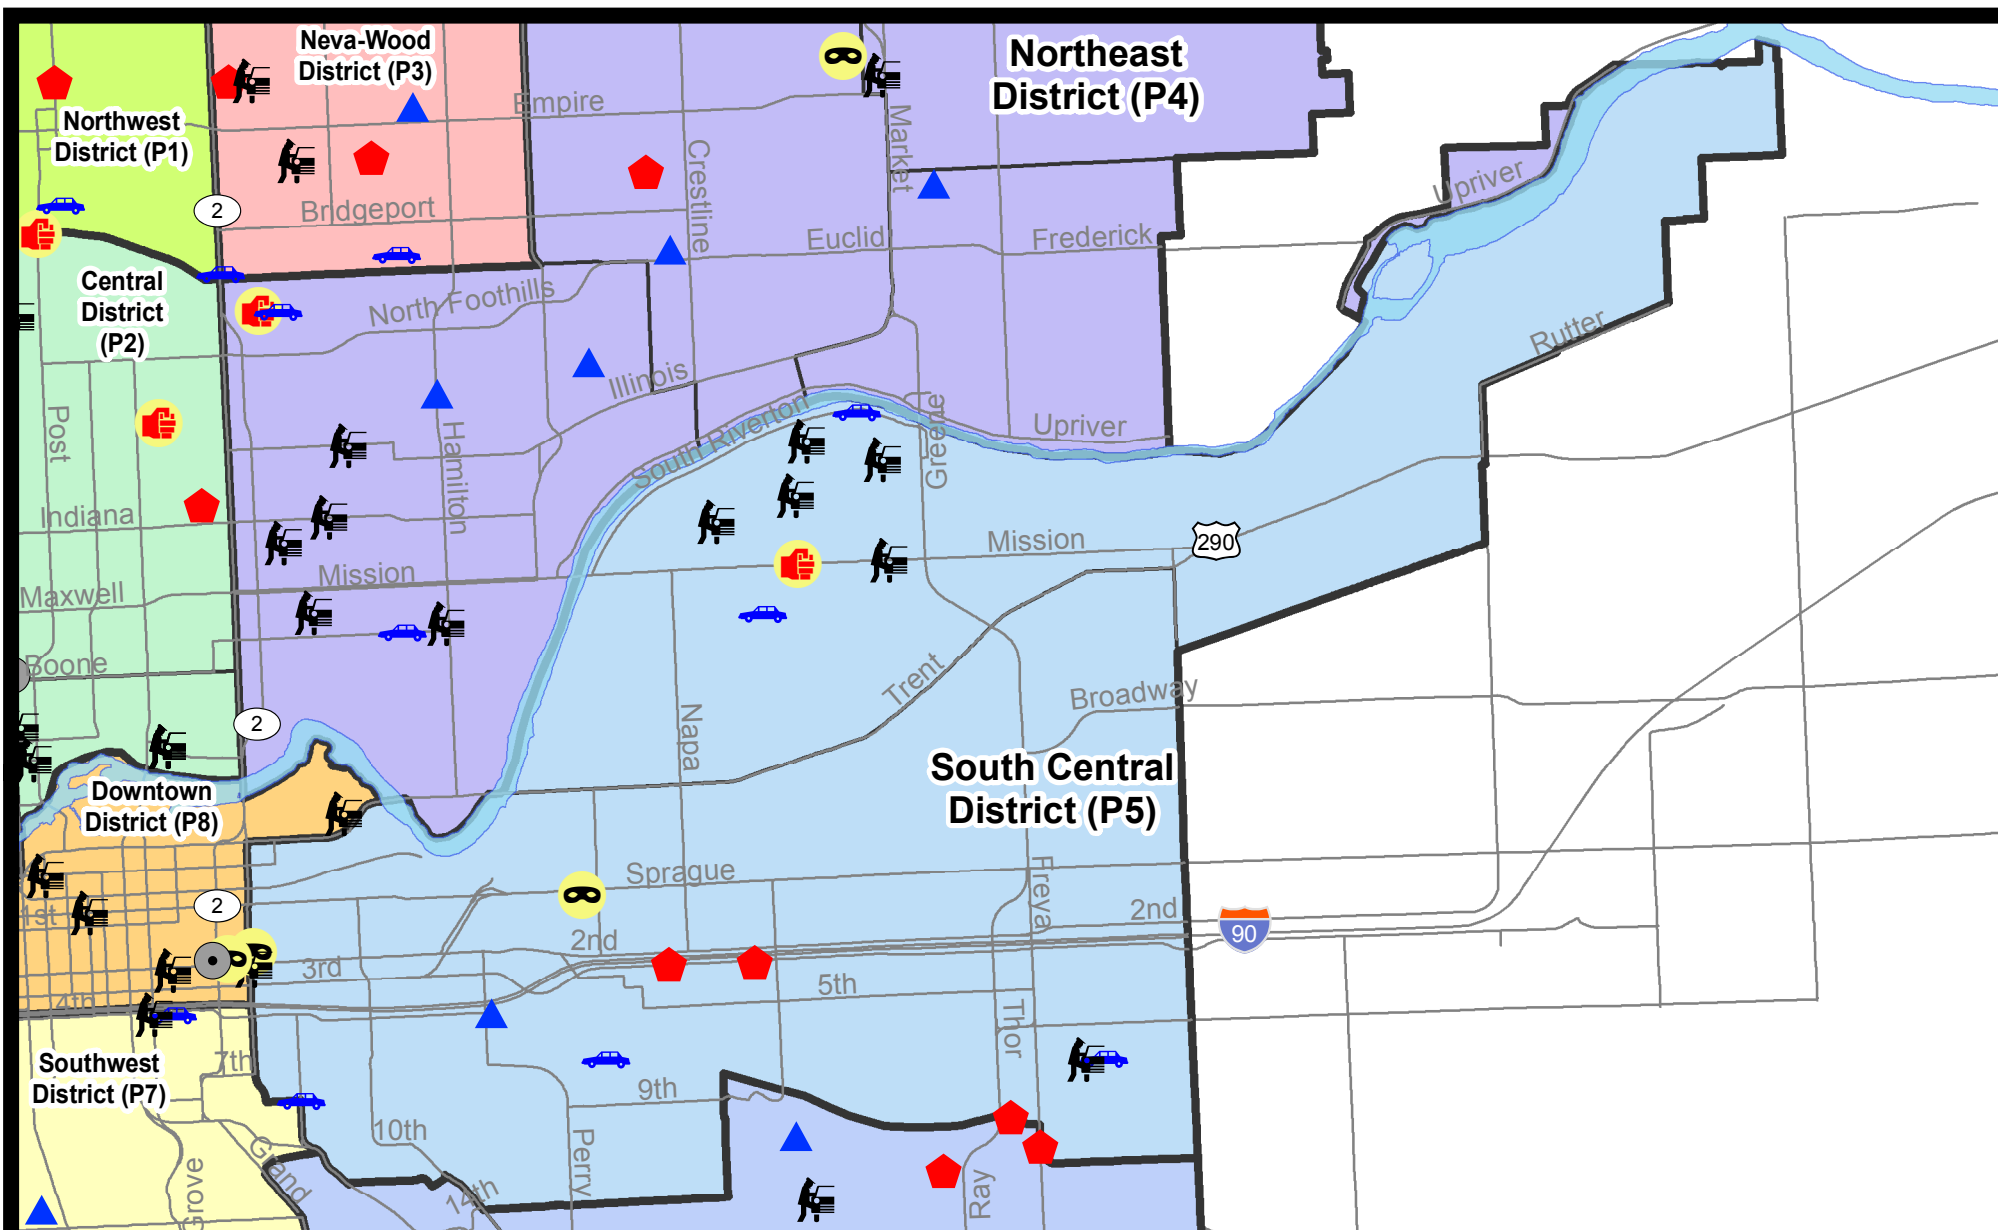 Neva-Wood
District (P3)
Northeast
District (P4)
Empire
Market
Northwest
District (P1)
Crestline
Upriver
2
Bridgeport
Euclid
Frederick
Central
District
(P2)
North Foothills
Rutter
Illinois
Post
Hamilton
South Riverton
Greene
Upriver
Indiana
Mission
290
Mission
Maxwell
Boone
Trent
Broadway
2
Napa
South Central
District (P5)
Downtown
District (P8)
Sprague
Freya
1st
2
2nd
2nd
90
3rd
5th
4th
Thor
Southwest
District (P7)
7th
9th
10th
Perry
Grand
Grove
14th
Ray